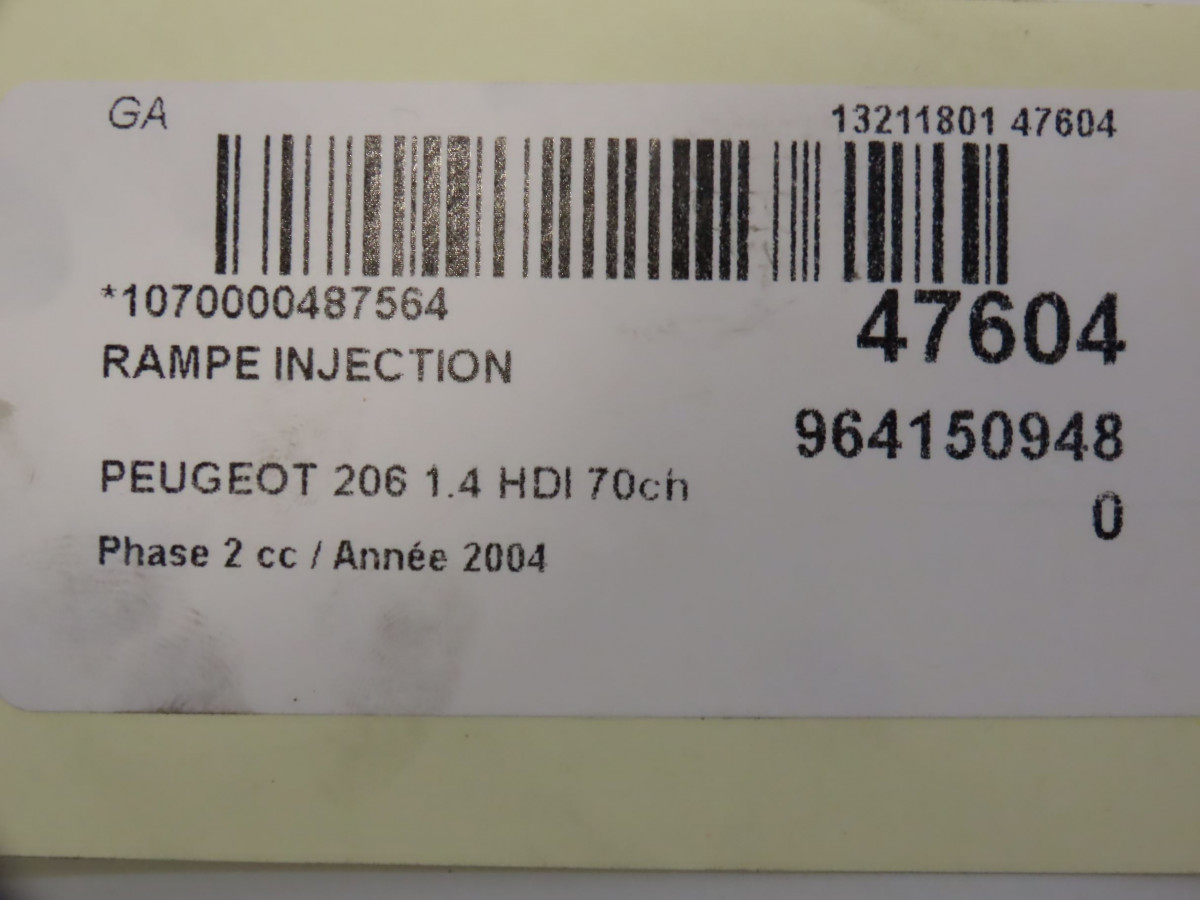 GA
13211801 47604
*1070000487564
47604
RAMPE INJECTION
964150948
0
PEUGEOT 206 1.4 HDI 70ch
Phase 2 cc / Année 2004